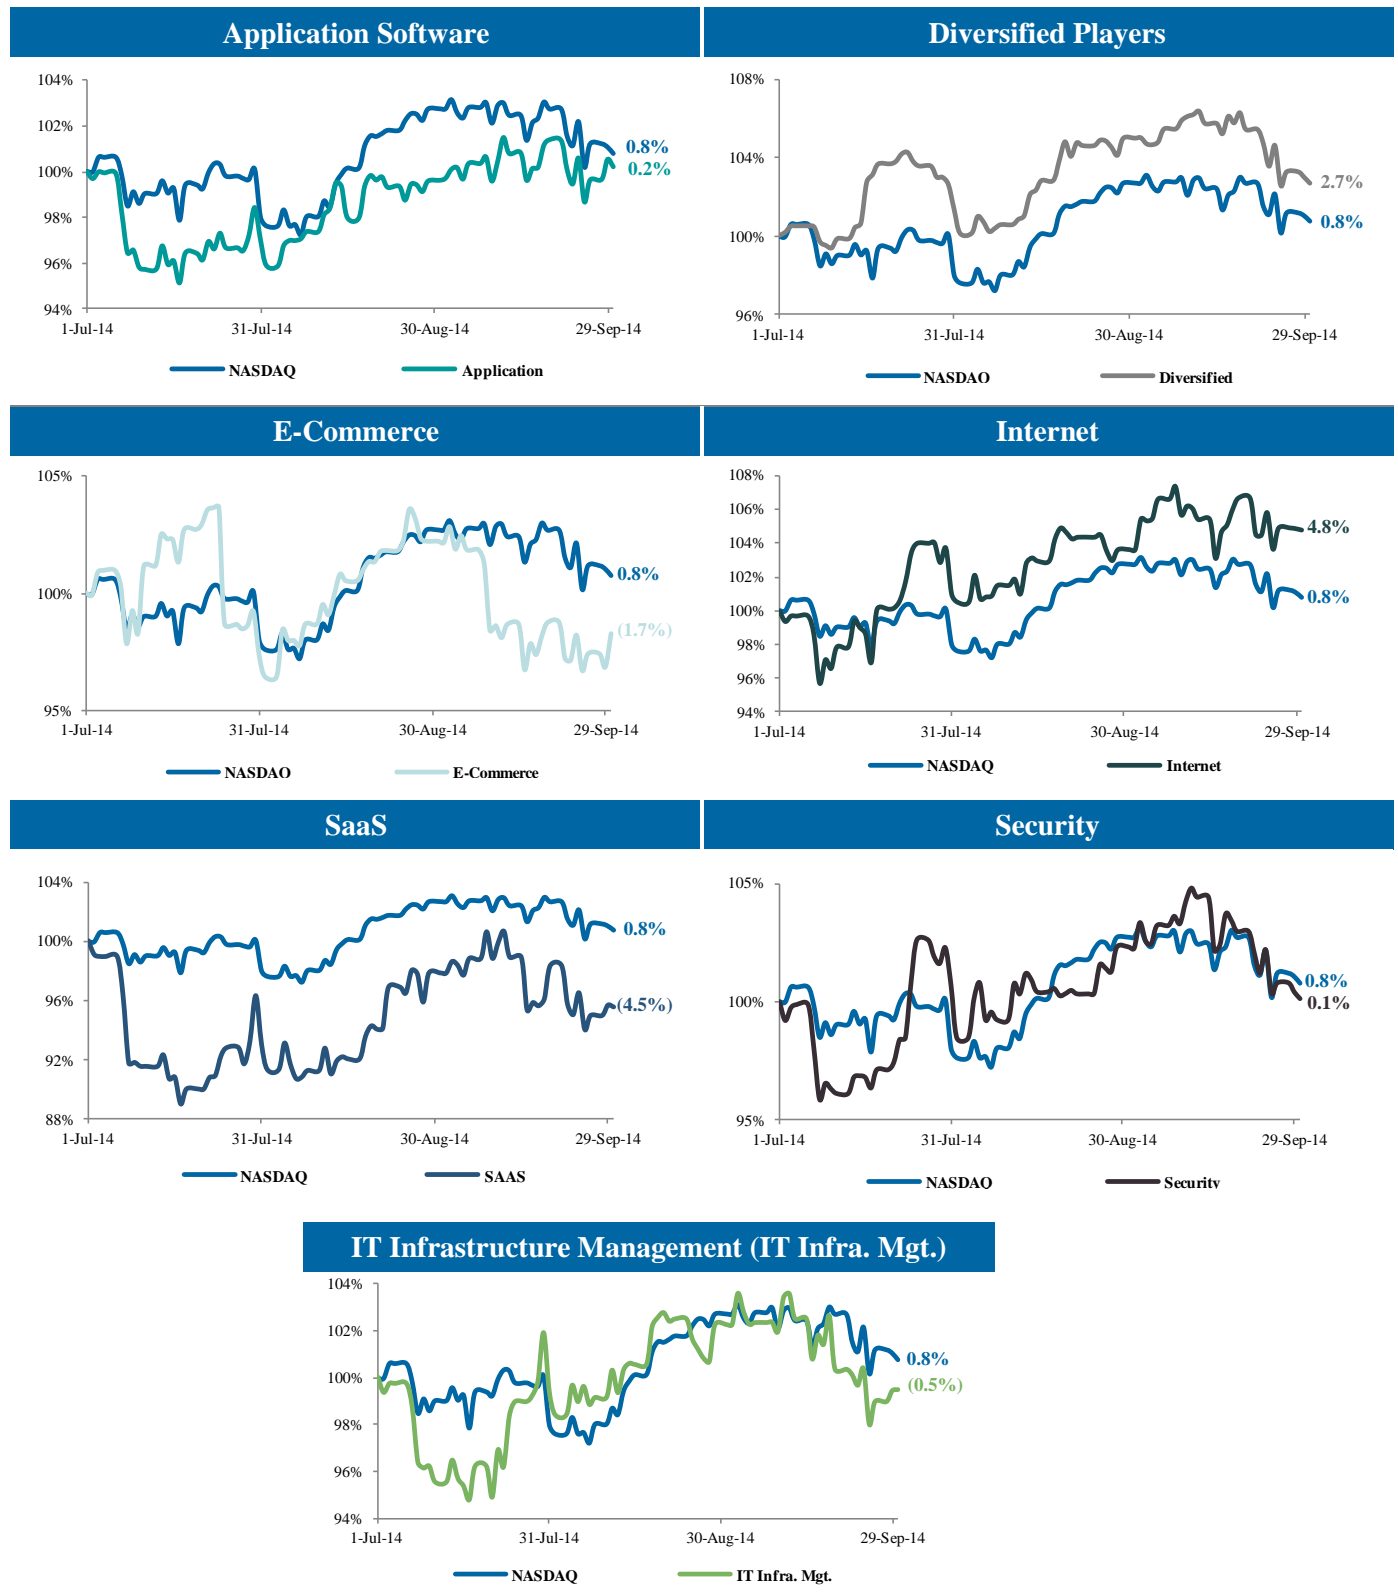 Application Software
104%
102%
100%
98%
96%
94%
1-Jul-14
31-Jul-14
30-Aug-14
29-Sep-14
0.8%
0.2%
NASDAQ
Application
Diversified Players
108%
104%
100%
96%
1-Jul-14
31-Jul-14
30-Aug-14
29-Sep-14
2.7%
0.8%
NASDAO
Diversified
E-Commerce
105%
100%
95%
1-Jul-14
31-Jul-14
30-Aug-14
29-Sep-14
0.8%
(1.7%)
NASDAO
E-Commerce
Internet
108%
106%
104%
102%
100%
98%
96%
94%
1-Jul-14
31-Jul-14
30-Aug-14
29-Sep-14
4.8%
0.8%
NASDAQ
Internet
SaaS
104%
100%
96%
92%
88%
1-Jul-14
31-Jul-14
30-Aug-14
29-Sep-14
0.8%
(4.5%)
NASDAQ
SAAS
Security
105%
100%
95%
1-Jul-14
31-Jul-14
30-Aug-14
29-Sep-14
0.8%
0.1%
NASDAO
Security
IT Infrastructure Management (IT Infra. Mgt.)
104%
102%
100%
98%
96%
94%
1-Jul-14
31-Jul-14
30-Aug-14
29-Sep-14
0.8%
(0.5%)
NASDAQ
IT Infra. Mgt.